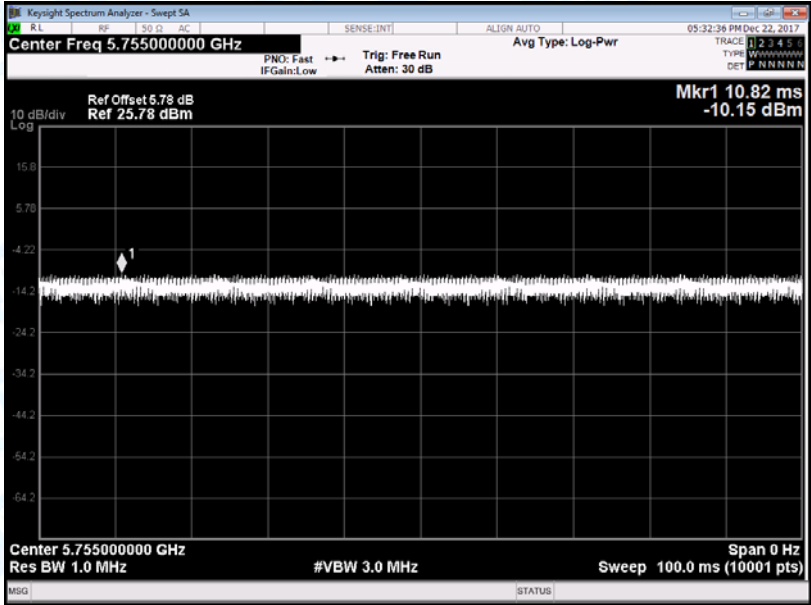 Keysight Spectrum Analyzer - Swept SA
RL RF 50 Ω AC SENSE:INT ALIGN AUTO 05:32:36 PM Dec 22, 2017
Center Freq 5.755000000 GHz
PNO: Fast
IFGain:Low
Trig: Free Run
Atten: 30 dB
Avg Type: Log-Pwr
TRACE 1 2 3 4 5 6
TYPE W
DET P N N N N N
Mkr1 10.82 ms
-10.15 dBm
Ref Offset 5.78 dB
10 dB/div Ref 25.78 dBm
Log
15.8
5.78
-4.22
1
-14.2
-24.2
-34.2
-44.2
-54.2
-64.2
Center 5.755000000 GHz Span 0 Hz
Res BW 1.0 MHz #VBW 3.0 MHz Sweep 100.0 ms (10001 pts)
MSG STATUS